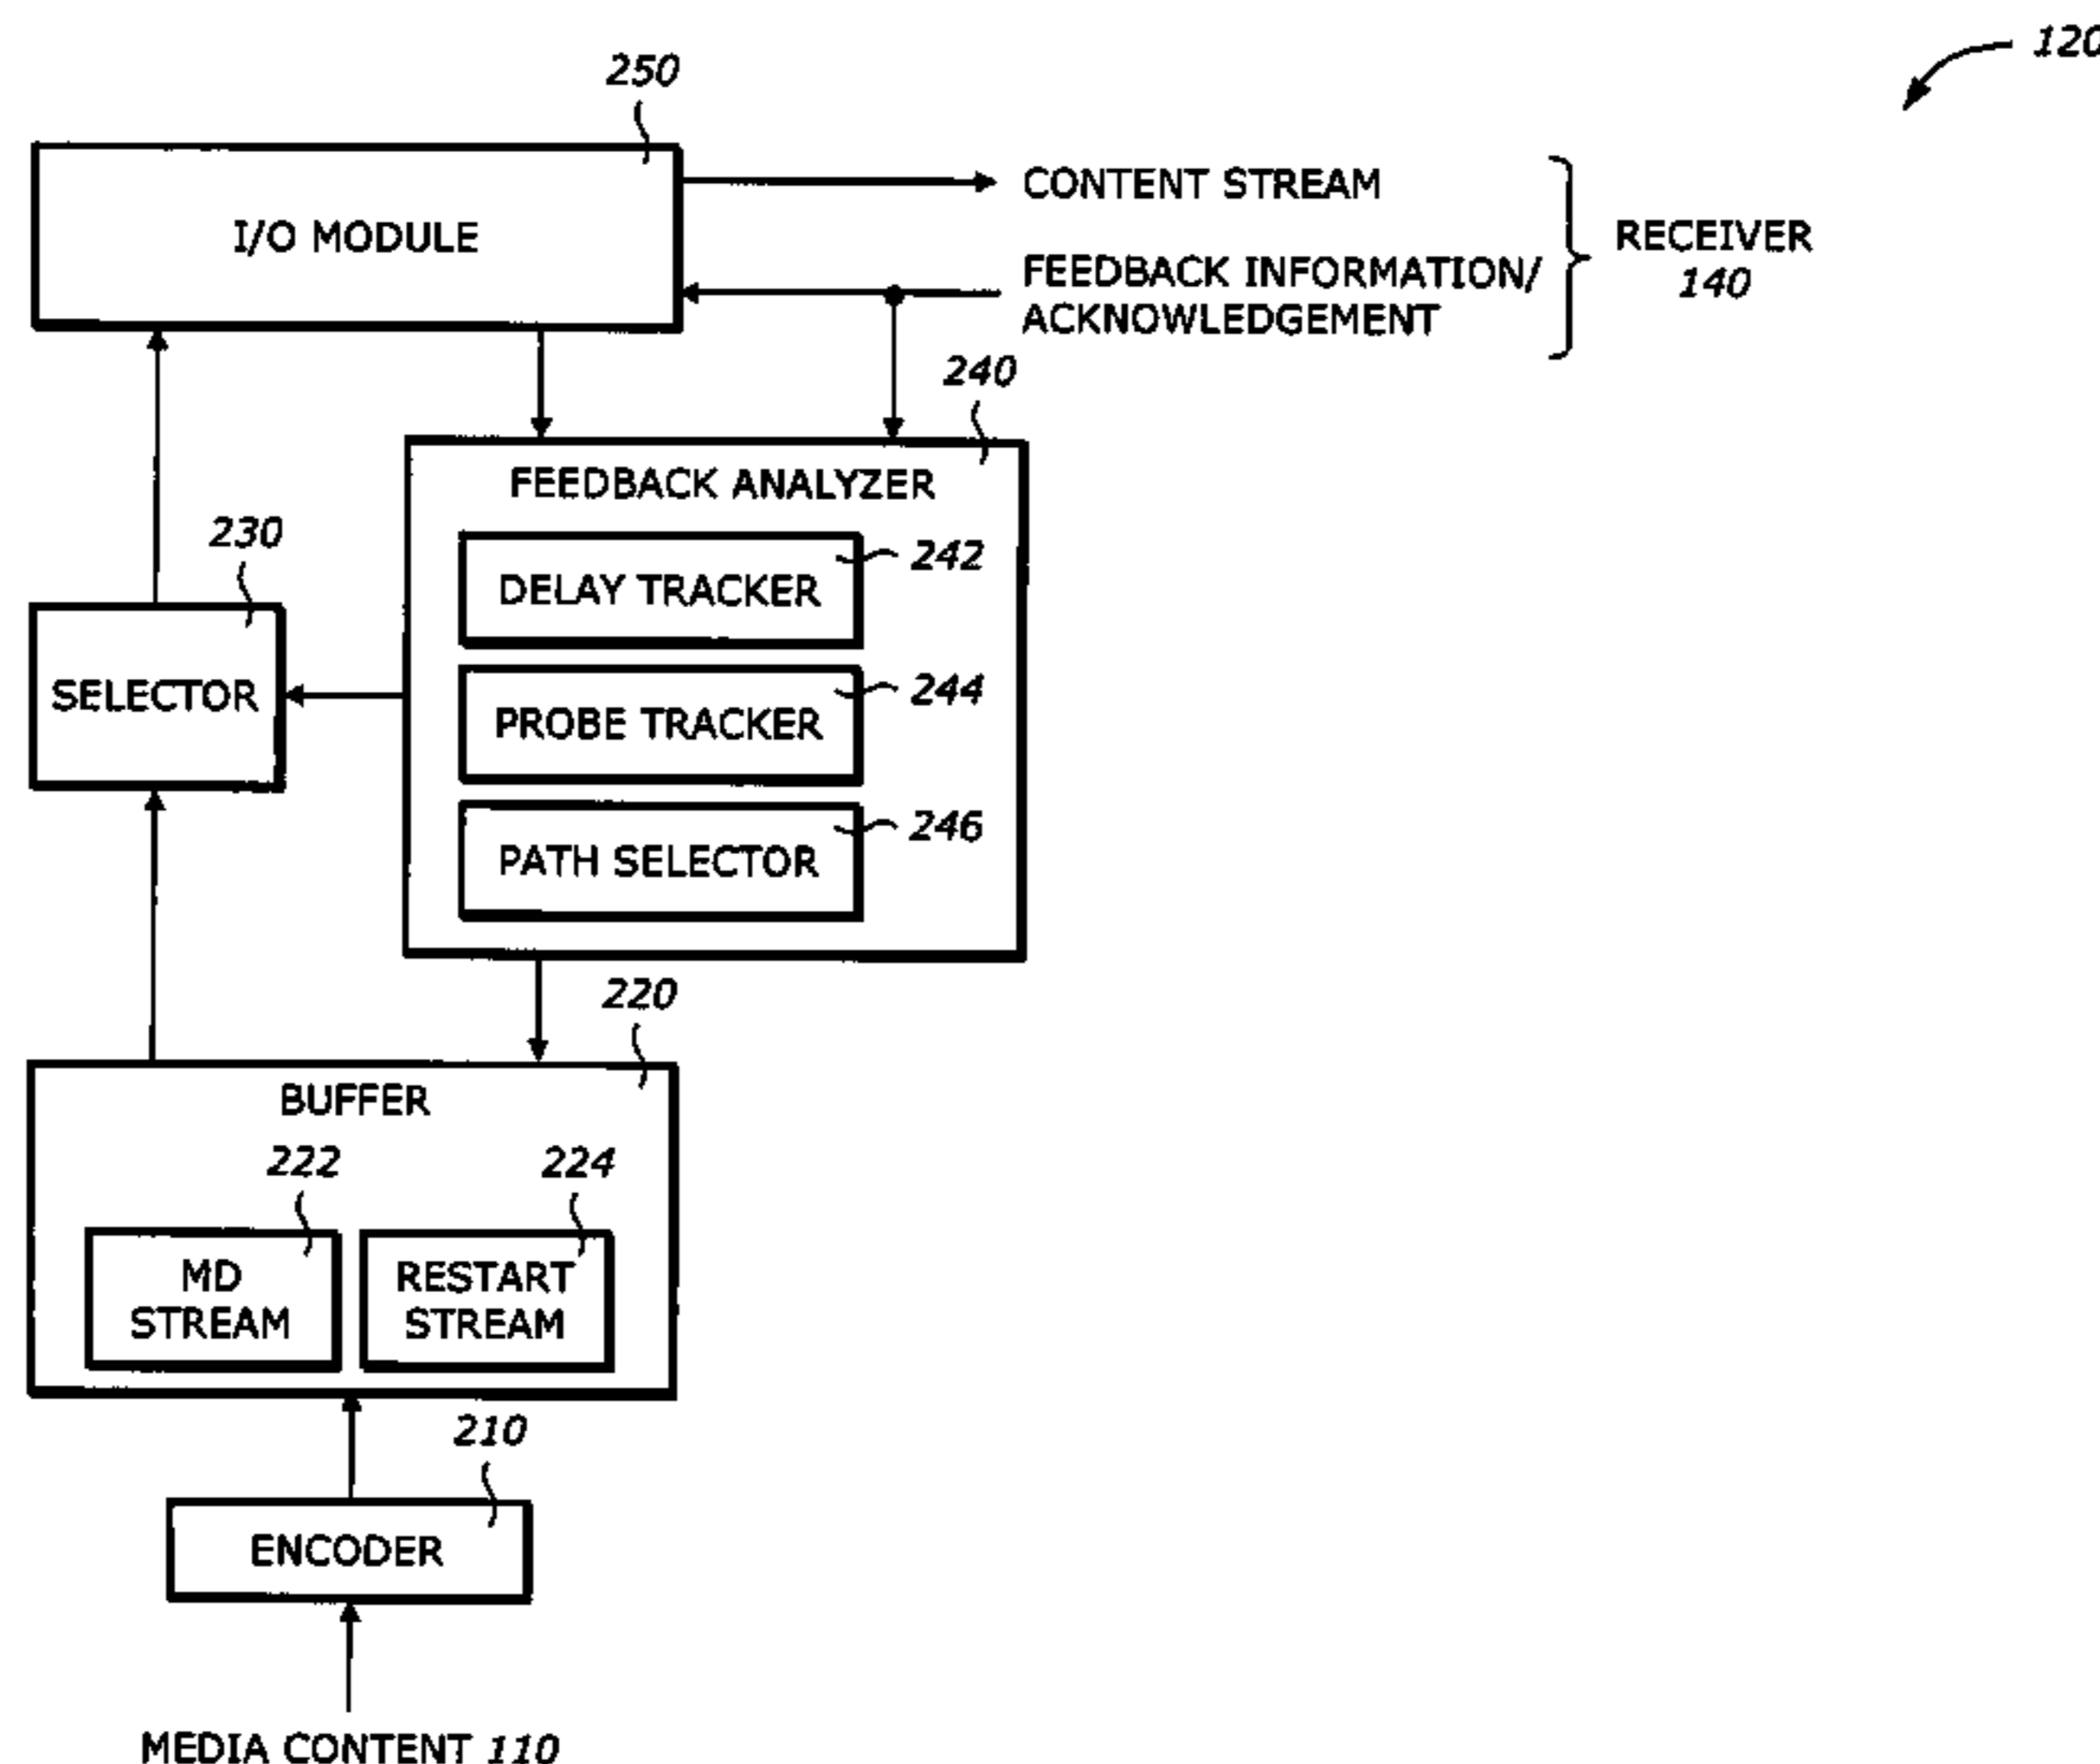 120
250
I/O MODULE
CONTENT STREAM
FEEDBACK INFORMATION/
ACKNOWLEDGEMENT
RECEIVER
140
240
FEEDBACK ANALYZER
230
242
DELAY TRACKER
SELECTOR
244
PROBE TRACKER
246
PATH SELECTOR
220
BUFFER
222
224
MD
STREAM
RESTART
STREAM
210
ENCODER
MEDIA CONTENT 110